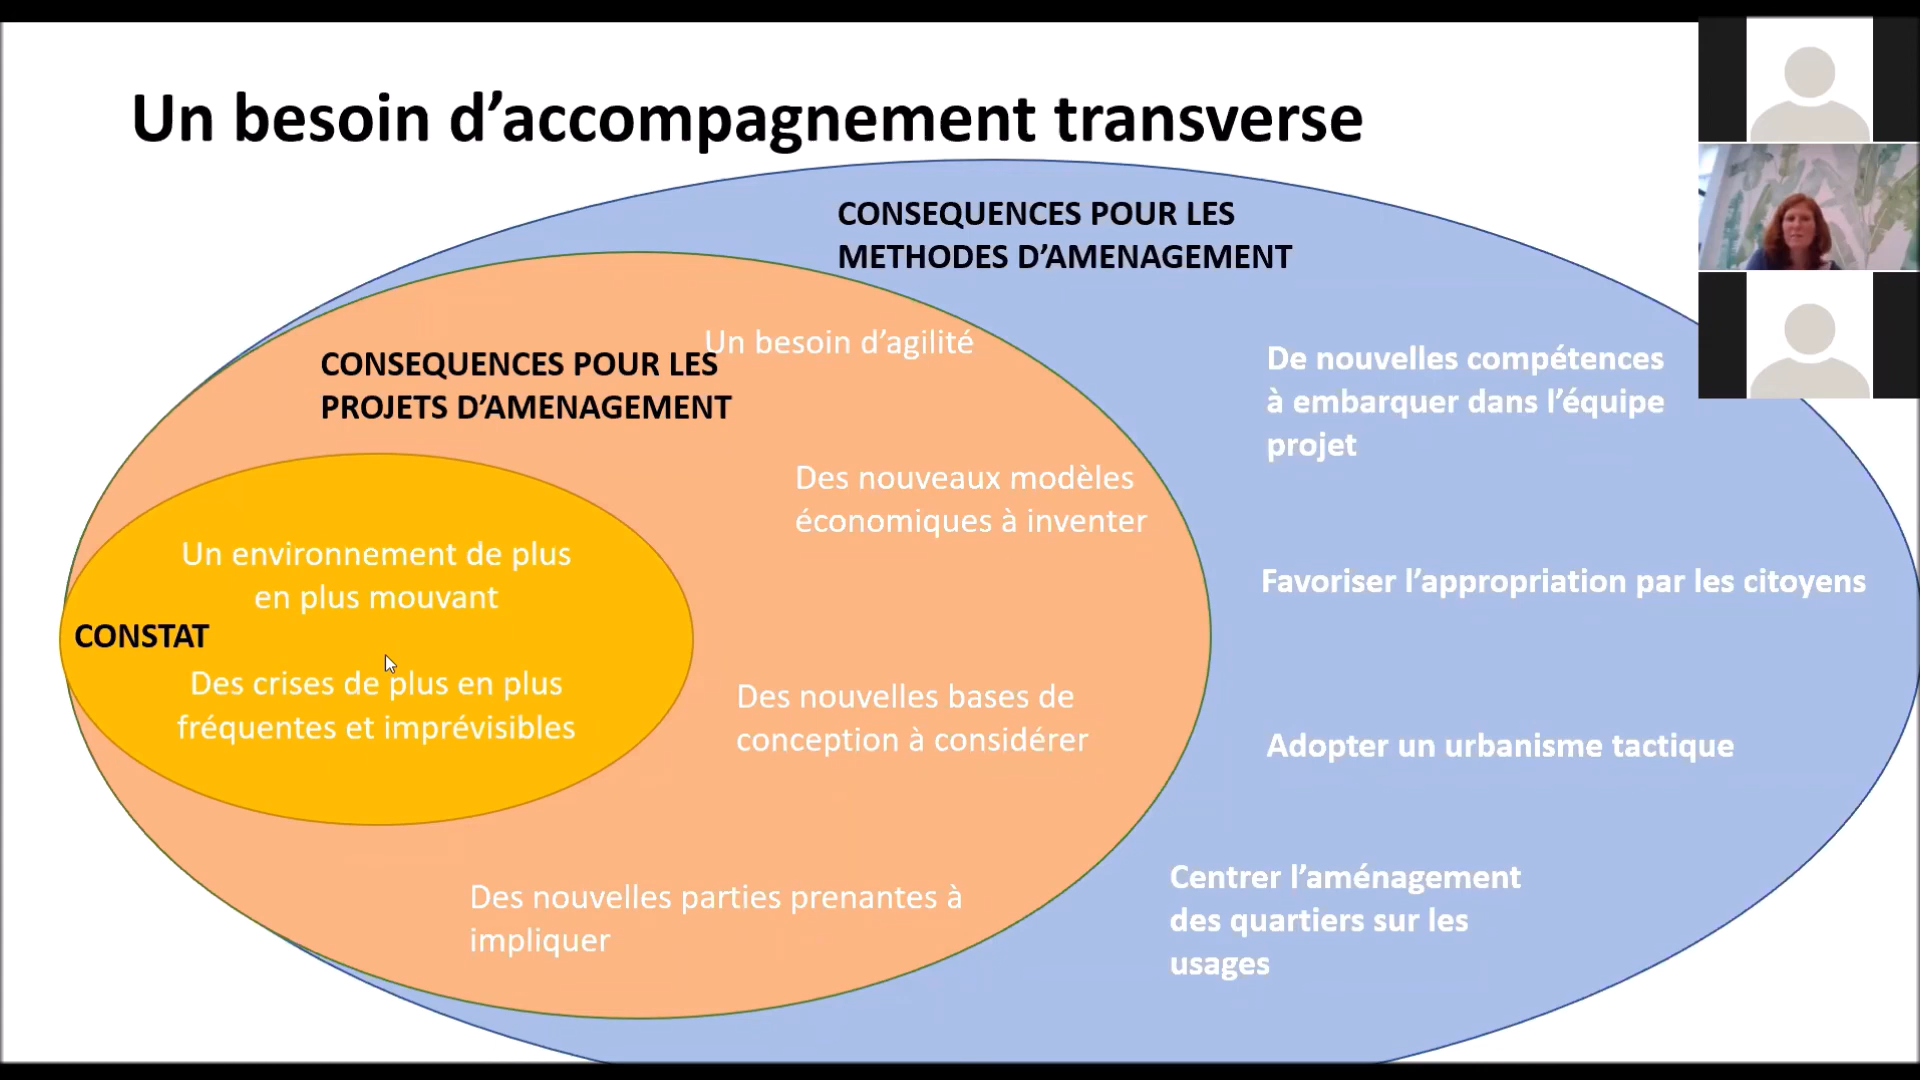 Un besoin d’accompagnement transverse
CONSEQUENCES POUR LES
METHODES D’AMENAGEMENT
Un besoin d’agilité
CONSEQUENCES POUR LES
PROJETS D’AMENAGEMENT
De nouvelles compétences
à embarquer dans l’équipe
projet
Des nouveaux modèles
économiques à inventer
Un environnement de plus
en plus mouvant
Favoriser l’appropriation par les citoyens
CONSTAT
Des crises de plus en plus
fréquentes et imprévisibles
Des nouvelles bases de
conception à considérer
Adopter un urbanisme tactique
Des nouvelles parties prenantes à
impliquer
Centrer l’aménagement
des quartiers sur les
usages